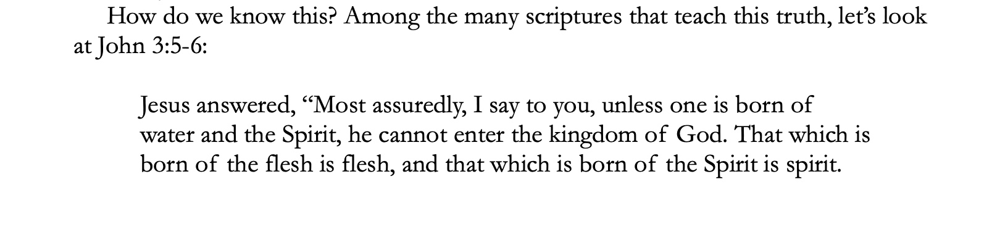 How do we know this? Among the many scriptures that teach this truth, let’s look
at John 3:5-6:
Jesus answered, “Most assuredly, I say to you, unless one is born of
water and the Spirit, he cannot enter the kingdom of God. That which is
born of the flesh is flesh, and that which is born of the Spirit is spirit.